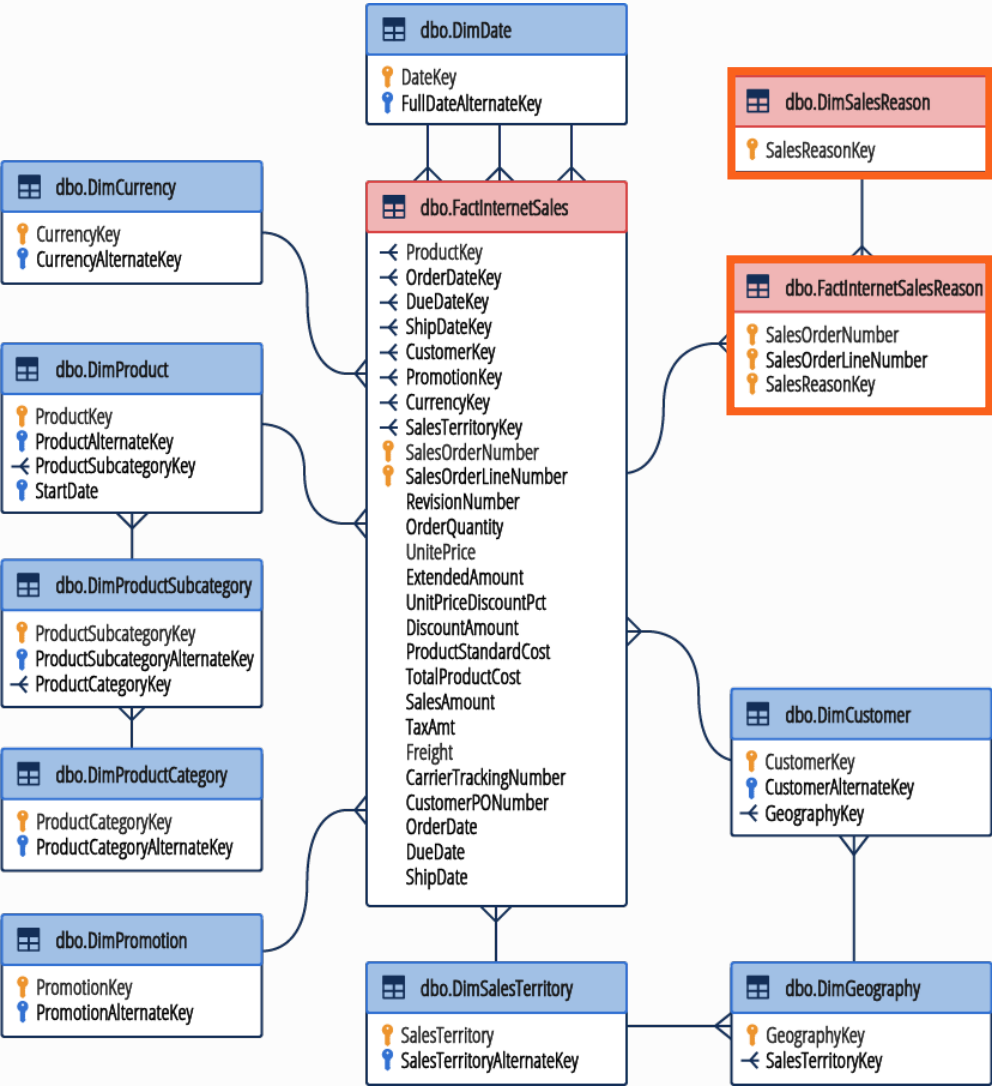 dbo.DimDate
DateKey
FullDateAlternateKey
dbo.DimSalesReason
SalesReasonKey
dbo.DimCurrency
CurrencyKey
CurrencyAlternateKey
dbo.FactInternetSales
ProductKey
OrderDateKey
DueDateKey
ShipDateKey
CustomerKey
PromotionKey
CurrencyKey
SalesTerritoryKey
SalesOrderNumber
SalesOrderLineNumber
RevisionNumber
OrderQuantity
UnitePrice
ExtendedAmount
UnitPriceDiscountPct
DiscountAmount
ProductStandardCost
TotalProductCost
SalesAmount
TaxAmt
Freight
CarrierTrackingNumber
CustomerPONumber
OrderDate
DueDate
ShipDate
dbo.FactInternetSalesReason
SalesOrderNumber
SalesOrderLineNumber
SalesReasonKey
dbo.DimProduct
ProductKey
ProductAlternateKey
ProductSubcategoryKey
StartDate
dbo.DimProductSubcategory
ProductSubcategoryKey
ProductSubcategoryAlternateKey
ProductCategoryKey
dbo.DimProductCategory
ProductCategoryKey
ProductCategoryAlternateKey
dbo.DimCustomer
CustomerKey
CustomerAlternateKey
GeographyKey
dbo.DimPromotion
PromotionKey
PromotionAlternateKey
dbo.DimSalesTerritory
SalesTerritory
SalesTerritoryAlternateKey
dbo.DimGeography
GeographyKey
SalesTerritoryKey